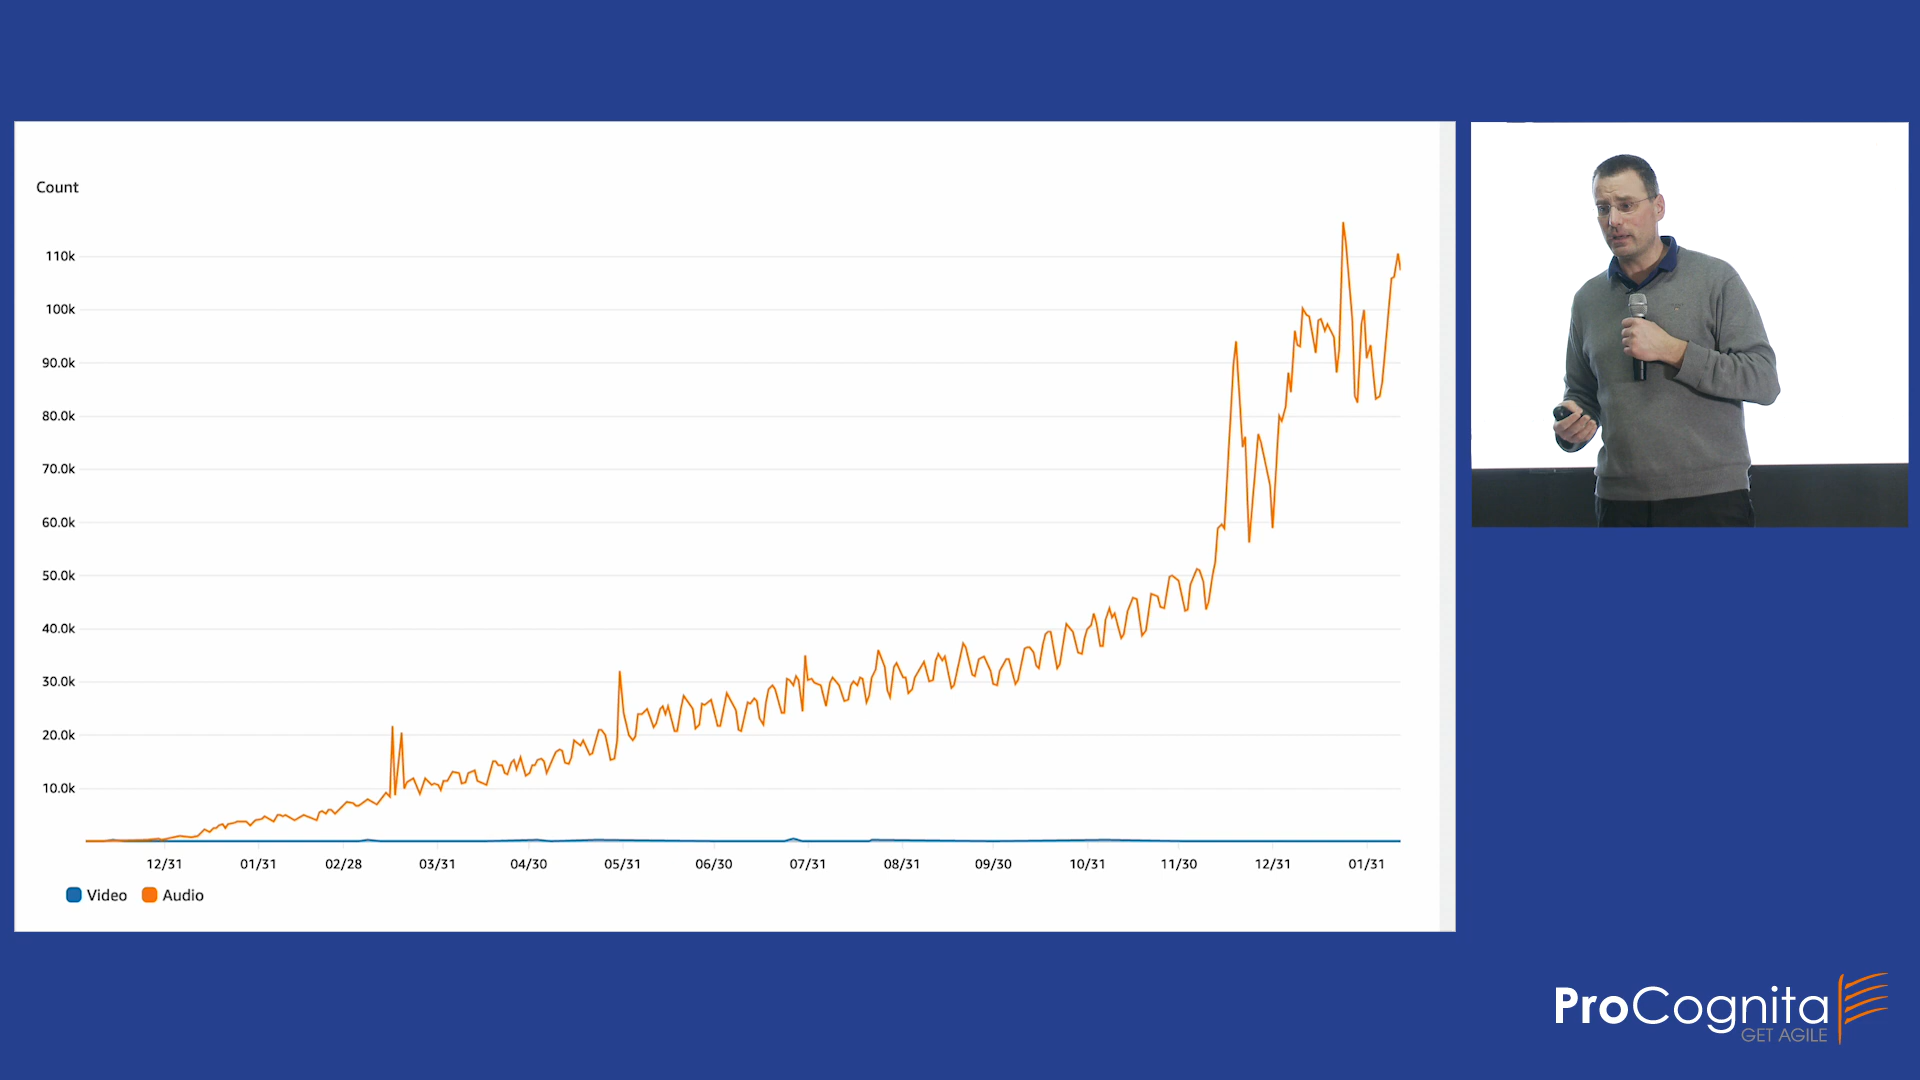 Count
110k
100k
90.0k
80.0k
70.0k
60.0k
50.0k
40.0k
30.0k
20.0k
10.0k
12/31 01/31 02/28 03/31 04/30 05/31 06/30 07/31 08/31 09/30 10/31 11/30 12/31 01/31
Video Audio
ProCognita
GET AGILE